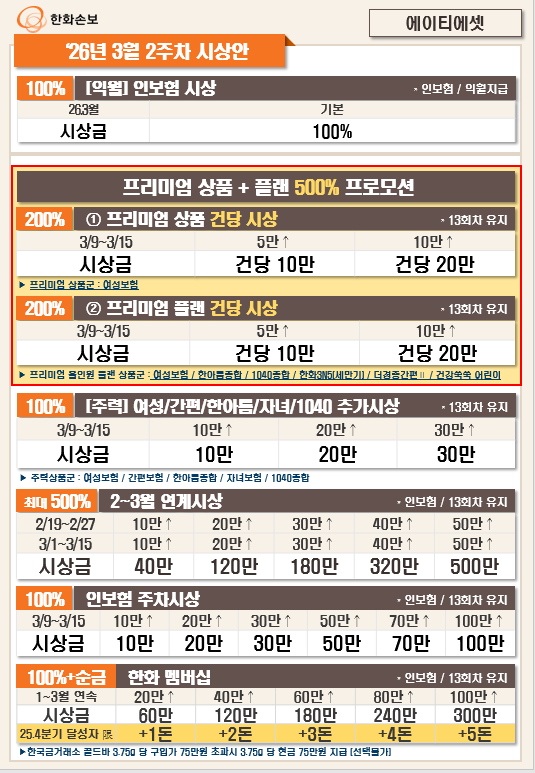 한화손보
에이티에셋
'26년 3월 2주차 시상안
100% [익월] 인보험 시상 * 인보험 / 익월지급
26.3월 기본
시상금 100%
프리미엄 상품 + 플랜 500% 프로모션
200% ① 프리미엄 상품 건당 시상 * 13회차 유지
3/9~3/15 5만↑ 10만↑
시상금 건당 10만 건당 20만
▶ 프리미엄 상품군 : 여성보험
200% ② 프리미엄 플랜 건당 시상 * 13회차 유지
3/9~3/15 5만↑ 10만↑
시상금 건당 10만 건당 20만
▶ 프리미엄 올인원 플랜 상품군 : 여성보험 / 한아름종합 / 1040종합 / 한화3N5(세만기) / 더경증간편Ⅱ / 건강쑥쑥 어린이
100% [주력] 여성/간편/한아름/자녀/1040 추가시상 * 13회차 유지
3/9~3/15 10만↑ 20만↑ 30만↑
시상금 10만 20만 30만
▶ 주력상품군 : 여성보험 / 간편보험 / 한아름종합 / 자녀보험 / 1040종합
최대 500% 2~3월 연계시상 * 인보험 / 13회차 유지
2/19~2/27 10만↑ 20만↑ 30만↑ 40만↑ 50만↑
3/1~3/15 10만↑ 20만↑ 30만↑ 40만↑ 50만↑
시상금 40만 120만 180만 320만 500만
100% 인보험 주차시상 * 인보험 / 13회차 유지
3/9~3/15 10만↑ 20만↑ 30만↑ 50만↑ 70만↑ 100만↑
시상금 10만 20만 30만 50만 70만 100만
100%+순금 한화 멤버십 * 인보험 / 13회차 유지
1~3월 연속 20만↑ 40만↑ 60만↑ 80만↑ 100만↑
시상금 60만 120만 180만 240만 300만
25.4분기 달성자 限 +1돈 +2돈 +3돈 +4돈 +5돈
▶한국금거래소 골드바 3.75g 당 구입가 75만원 초과시 3.75g 당 현금 75만원 지급 [선택불가]